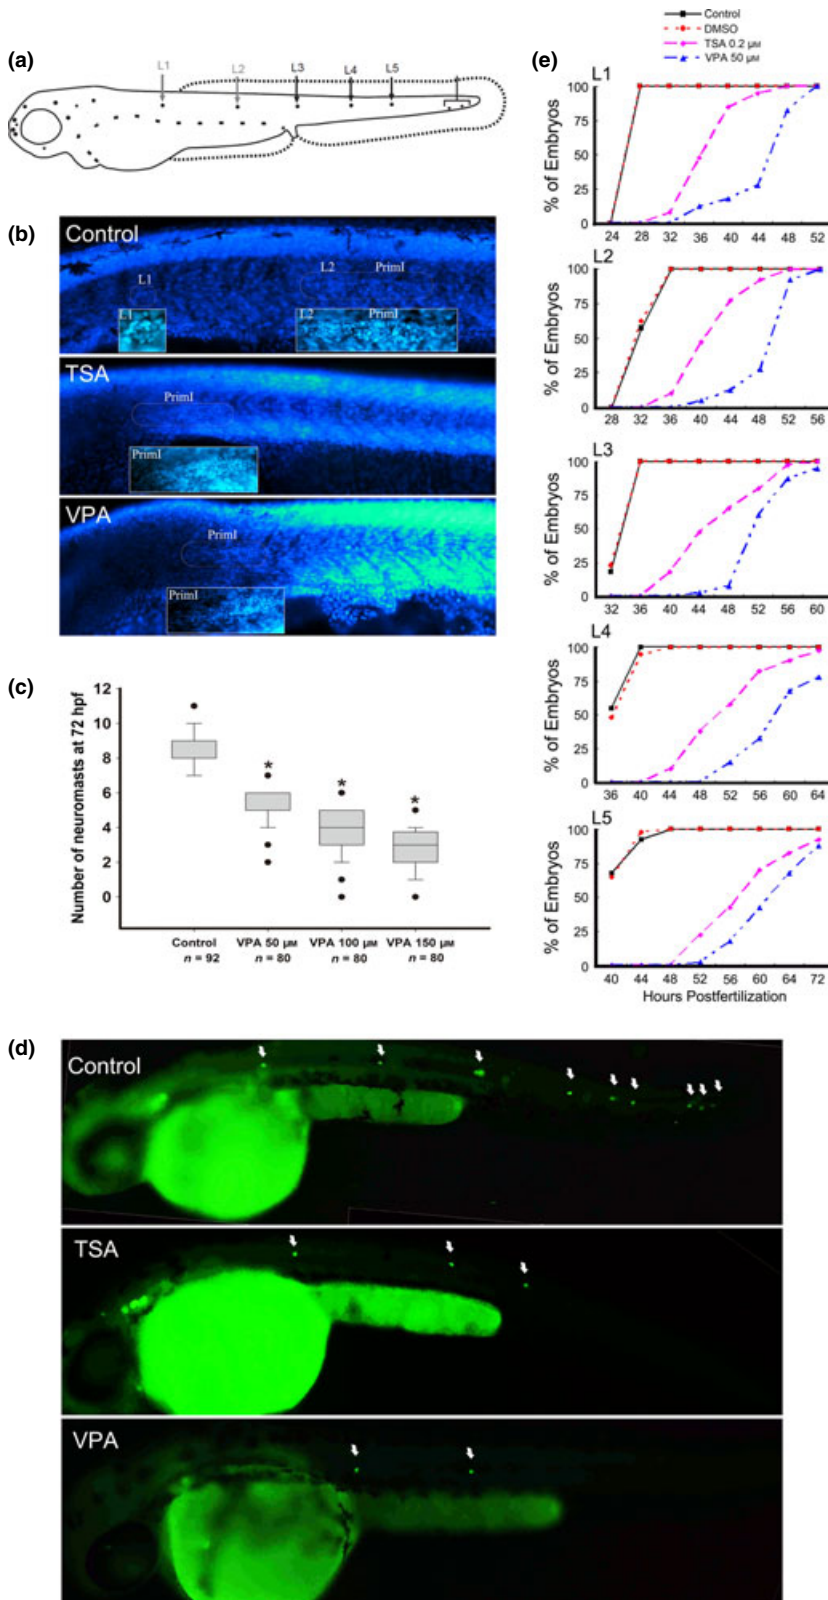 (a)
L1
L2
L3
L4
L5
(b)
Control
L1
L2
PrimI
L1
L2
PrimI
TSA
PrimI
PrimI
VPA
PrimI
PrimI
(c)
Number of neuromasts at 72 hpf
12
10
8
6
4
2
0
*
*
*
Control
VPA 50 µM
VPA 100 µM
VPA 150 µM
n = 92
n = 80
n = 80
n = 80
(d)
Control
TSA
VPA
(e)
Control
DMSO
TSA 0.2 µM
VPA 50 µM
L1
% of Embryos
100
75
50
25
0
24 28 32 36 40 44 48 52
L2
% of Embryos
100
75
50
25
0
28 32 36 40 44 48 52 56
L3
% of Embryos
100
75
50
25
0
32 36 40 44 48 52 56 60
L4
% of Embryos
100
75
50
25
0
36 40 44 48 52 56 60 64
L5
% of Embryos
100
75
50
25
0
40 44 48 52 56 60 64 68 72
Hours Postfertilization